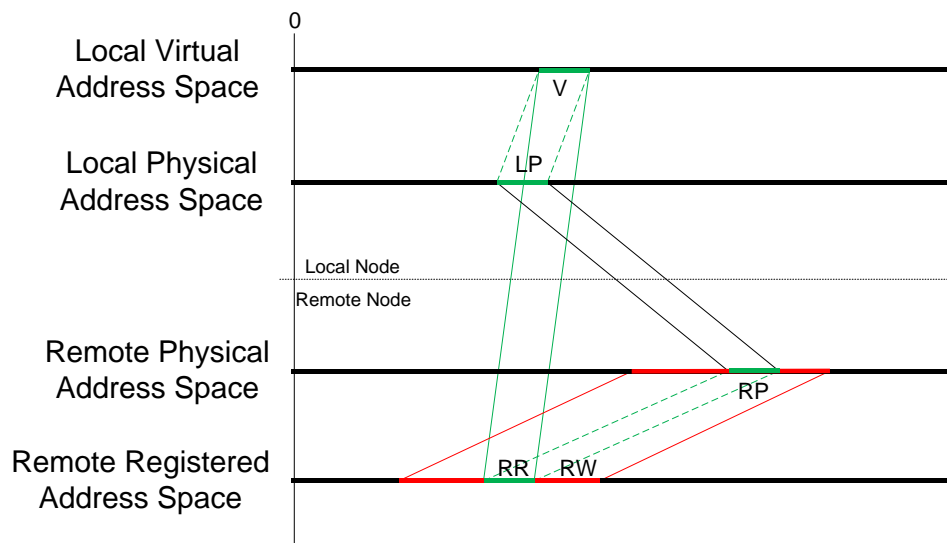 0
Local Virtual
Address Space
V
Local Physical
Address Space
LP
Local Node
Remote Node
Remote Physical
Address Space
RP
Remote Registered
Address Space
RR
RW